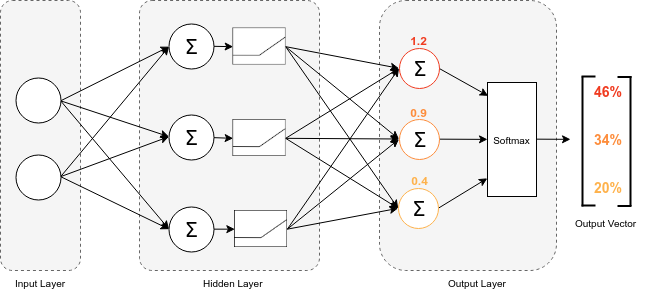 Σ
Σ
Σ
1.2
Σ
0.9
Σ
0.4
Σ
Softmax
46%
34%
20%
Output Vector
Input Layer
Hidden Layer
Output Layer